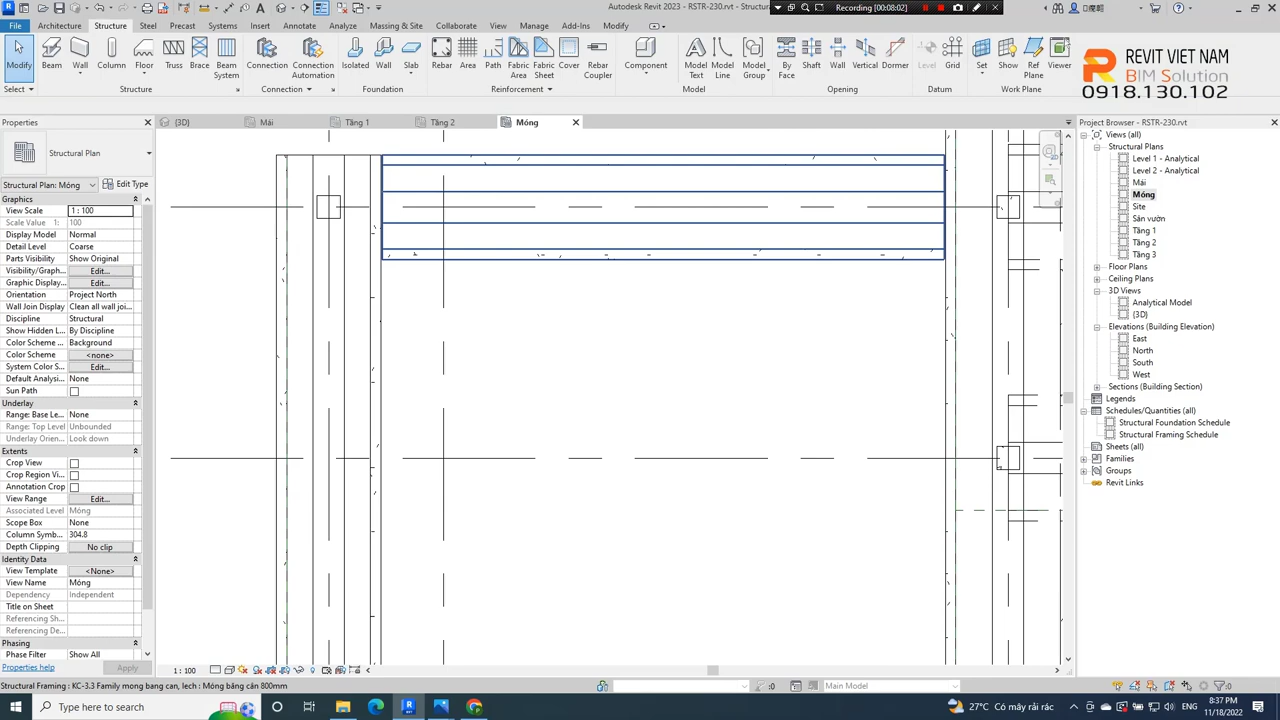 Autodesk Revit 2023 - RSTR-230.rvt - Structur
Recording [00:08:02]
File Architecture Structure Steel Precast Systems Insert Annotate Analyze Massing & Site Collaborate View Manage Add-Ins Modify
Modify Beam Wall Column Floor Truss Brace Beam System Connection Connection Automation Isolated Wall Slab Rebar Area Path Fabric Area Fabric Sheet Cover Rebar Coupler Component Model Text Model Line Model Group By Face Shaft Wall Vertical Dormer Level Grid Set Show Ref Plane Viewer
Select Structure Connection Foundation Reinforcement Model Opening Datum Work Plane
REVIT VIET NAM
BIM Solution
0918.130.102
Properties
{3D} Mái Tầng 1 Tầng 2 Móng
Project Browser - RSTR-230.rvt
Structural Plan
Structural Plan: Móng Edit Type
Graphics
View Scale 1 : 100
Scale Value 1: 100
Display Model Normal
Detail Level Coarse
Parts Visibility Show Original
Visibility/Graph... Edit...
Graphic Display... Edit...
Orientation Project North
Wall Join Display Clean all wall joi...
Discipline Structural
Show Hidden L... By Discipline
Color Scheme ... Background
Color Scheme <none>
System Color S... Edit...
Default Analysi... None
Sun Path
Underlay
Range: Base Le... None
Range: Top Level Unbounded
Underlay Orien... Look down
Extents
Crop View
Crop Region Vi...
Annotation Crop
View Range Edit...
Associated Level Móng
Scope Box None
Column Symb... 304.8
Depth Clipping No clip
Identity Data
View Template <None>
View Name Móng
Dependency Independent
Title on Sheet
Referencing Sh...
Referencing De...
Phasing
Phase Filter Show All
Properties help Apply
Views (all)
Structural Plans
Level 1 - Analytical
Level 2 - Analytical
Mái
Móng
Site
Sân vườn
Tầng 1
Tầng 2
Tầng 3
Floor Plans
Ceiling Plans
3D Views
Analytical Model
{3D}
Elevations (Building Elevation)
East
North
South
West
Sections (Building Section)
Legends
Schedules/Quantities (all)
Structural Foundation Schedule
Structural Framing Schedule
Sheets (all)
Families
Groups
Revit Links
1 : 100
Structural Framing : KC-3.3 Family mong bang can, lech : Móng băng cân 800mm
:0 Main Model :0
Type here to search
27°C Có mây rải rác
8:37 PM
11/18/2022